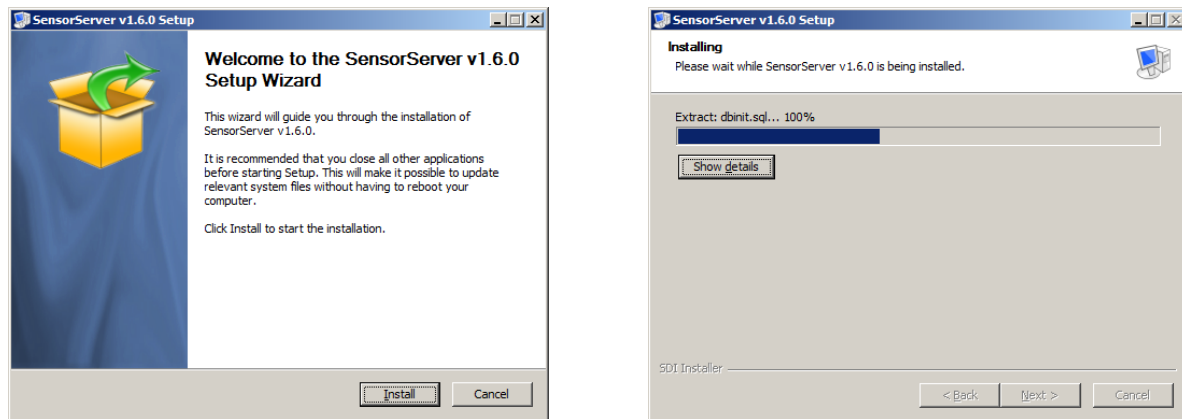 SensorServer v1.6.0 Setup
Welcome to the SensorServer v1.6.0
Setup Wizard
This wizard will guide you through the installation of
SensorServer v1.6.0.
It is recommended that you close all other applications
before starting Setup. This will make it possible to update
relevant system files without having to reboot your
computer.
Click Install to start the installation.
Install
Cancel
SensorServer v1.6.0 Setup
Installing
Please wait while SensorServer v1.6.0 is being installed.
Extract: dbinit.sql... 100%
Show details
SDI Installer
< Back
Next >
Cancel